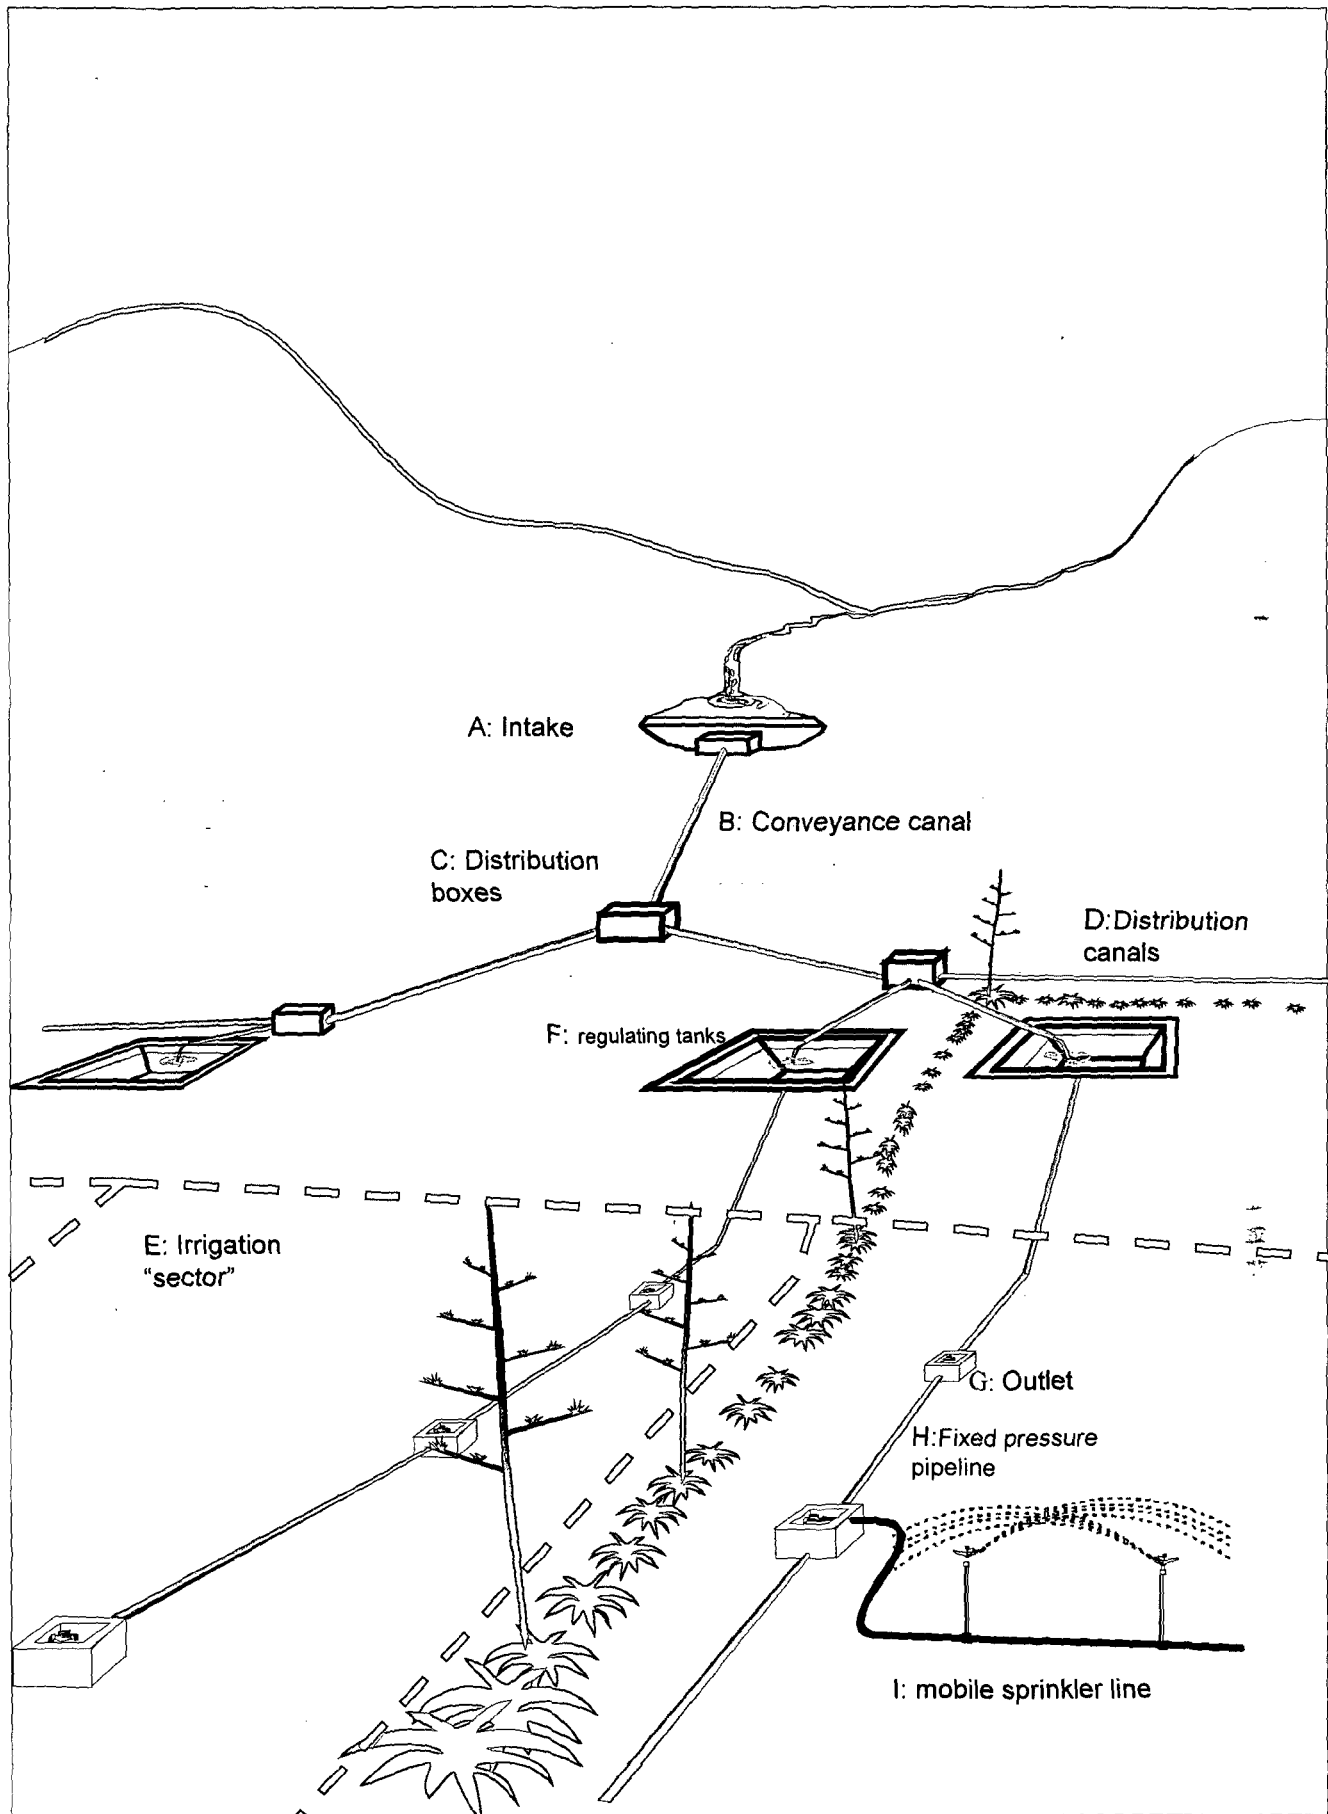 A: Intake
B: Conveyance canal
C: Distribution
boxes
D:Distribution
canals
F: regulating tanks
E: Irrigation
“sector”
G: Outlet
H:Fixed pressure
pipeline
I: mobile sprinkler line